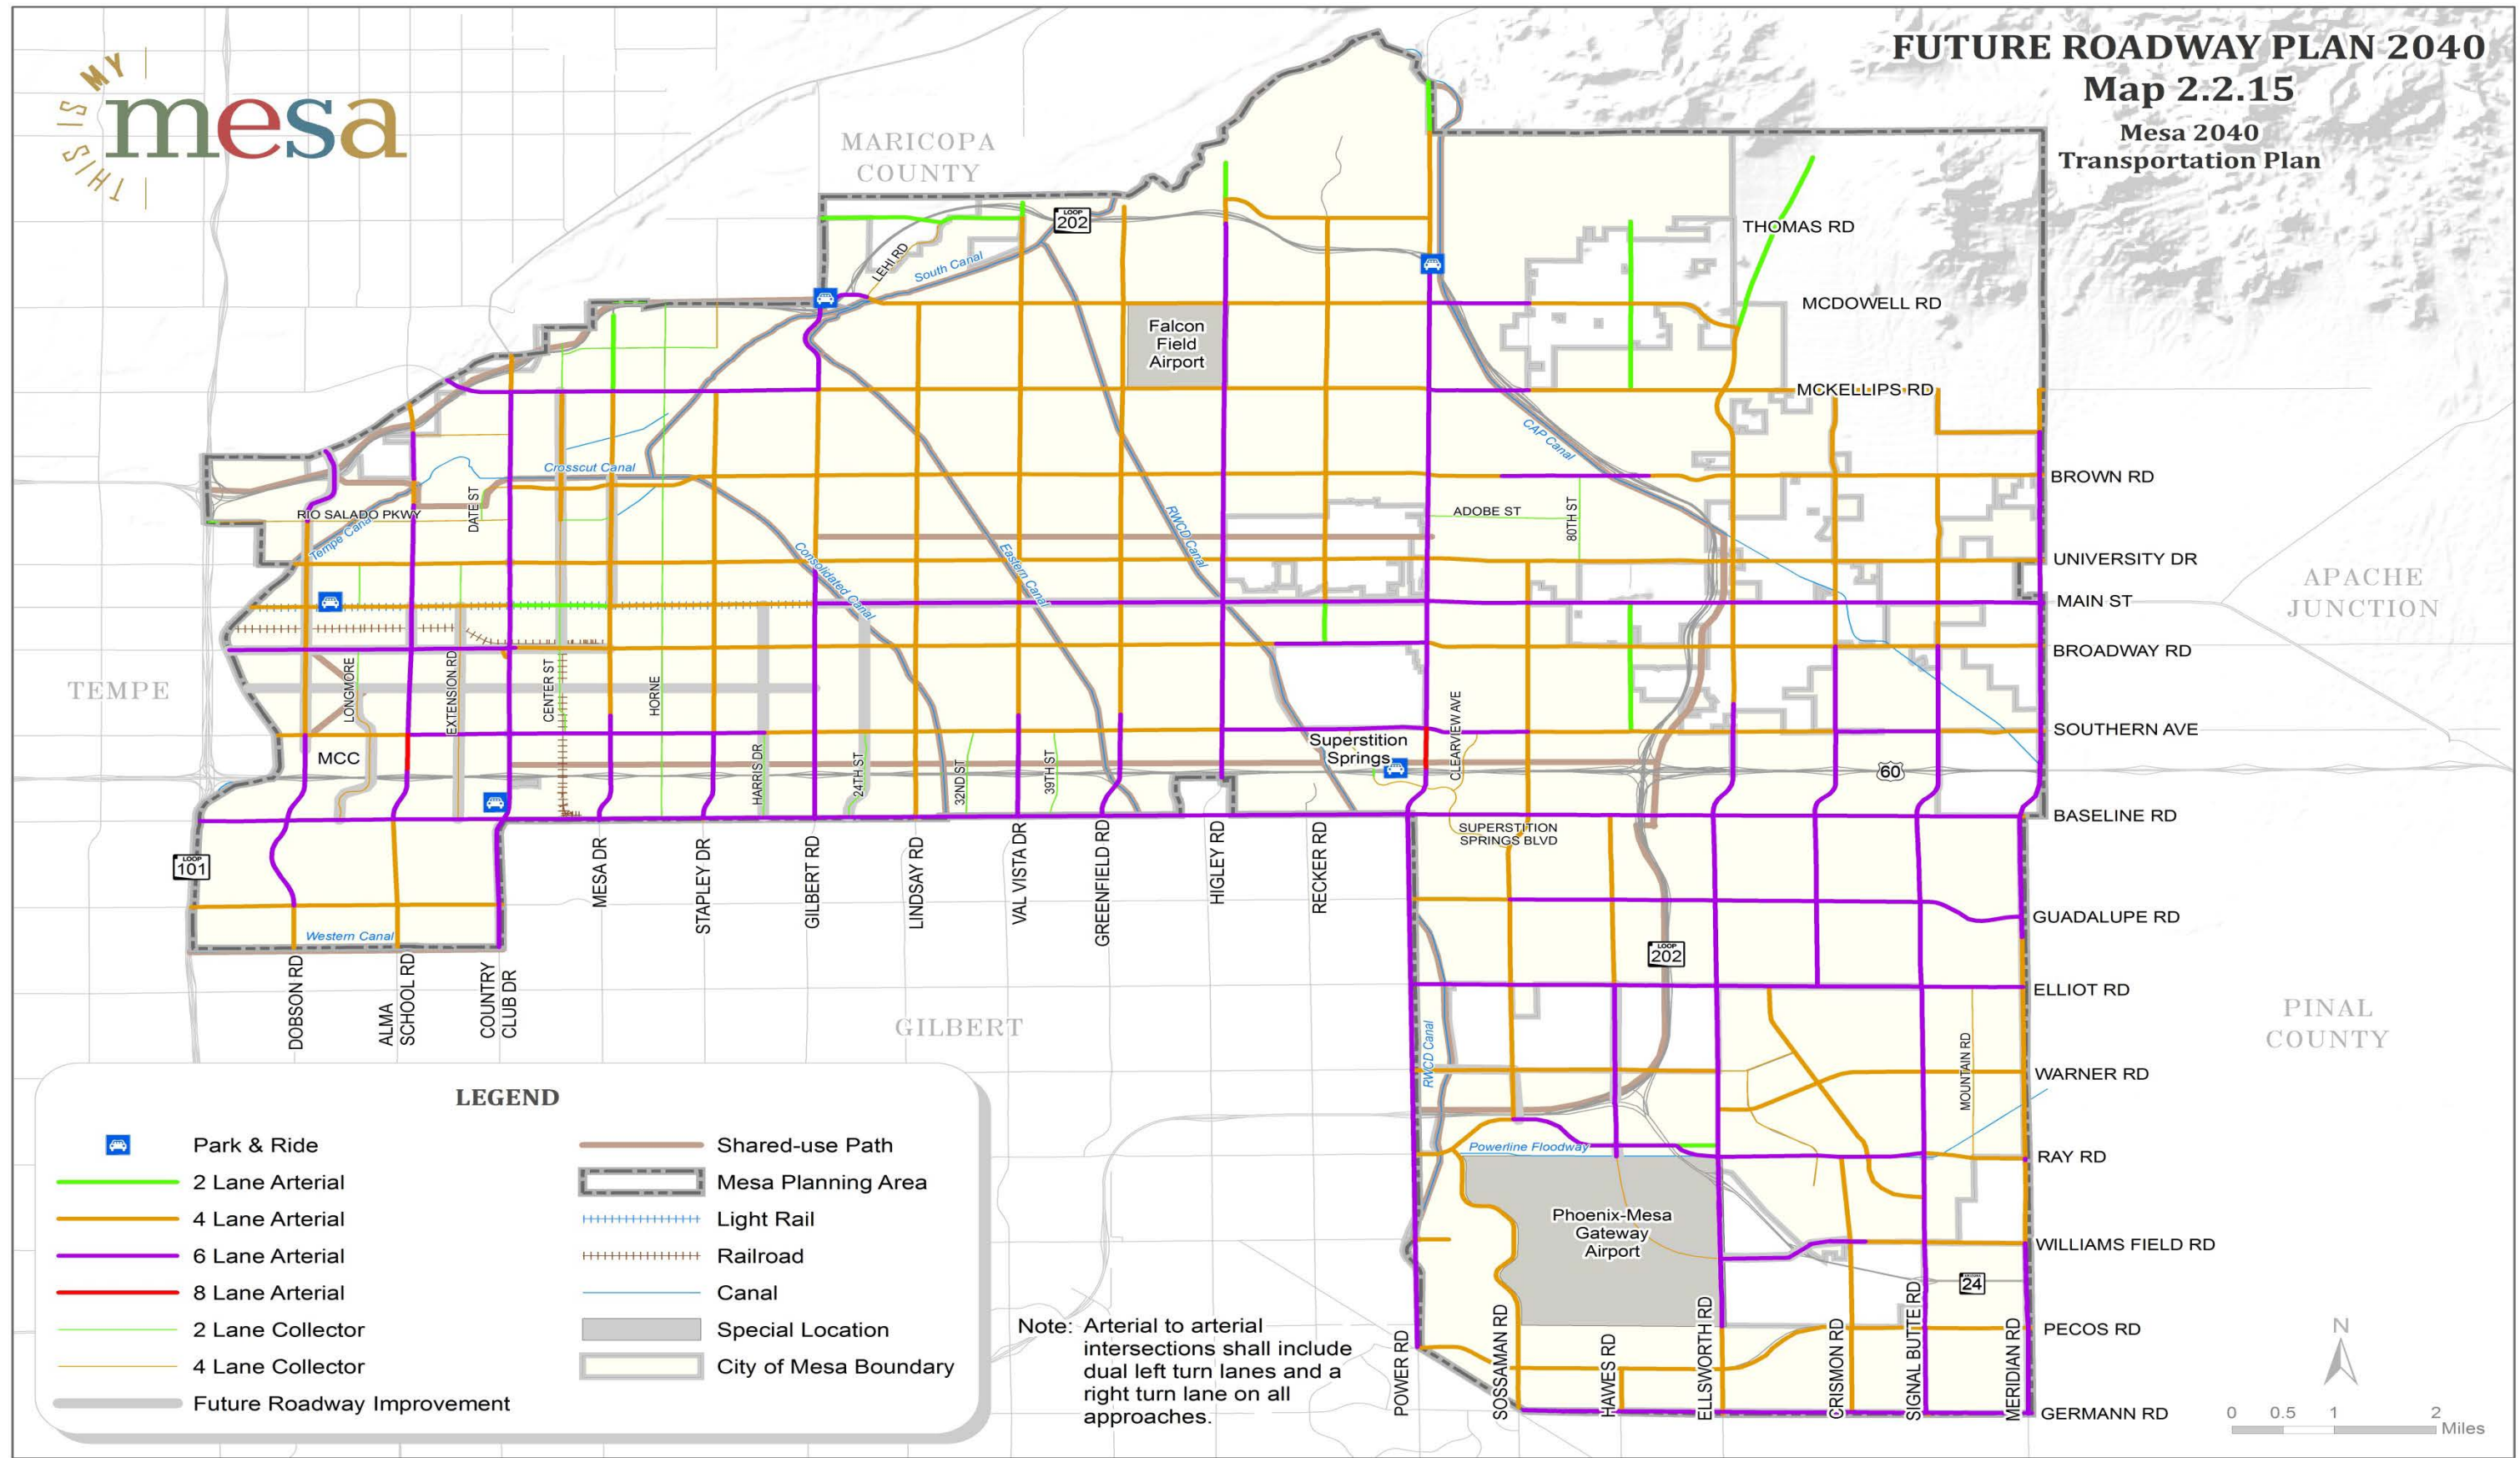 FUTURE ROADWAY PLAN 2040
Map 2.2.15
Mesa 2040
Transportation Plan
THIS IS MY
mesa
MARICOPA
COUNTY
LOOP
202
THOMAS RD
LEHI RD
South Canal
MCDOWELL RD
Falcon
Field
Airport
MCKELLIPS RD
CAP Canal
Crosscut Canal
BROWN RD
DATE ST
RIO SALADO PKWY
Tempe Canal
ADOBE ST
80TH ST
RWCD Canal
Consolidated Canal
Eastern Canal
UNIVERSITY DR
APACHE
JUNCTION
MAIN ST
BROADWAY RD
TEMPE
LONGMORE
EXTENSION RD
CENTER ST
HORNE
CLEARVIEW AVE
SOUTHERN AVE
MCC
HARRIS DR
24TH ST
32ND ST
39TH ST
Superstition
Springs
60
BASELINE RD
SUPERSTITION
SPRINGS BLVD
LOOP
101
MESA DR
STAPLEY DR
GILBERT RD
LINDSAY RD
VAL VISTA DR
GREENFIELD RD
HIGLEY RD
RECKER RD
GUADALUPE RD
Western Canal
LOOP
202
DOBSON RD
ALMA
SCHOOL RD
COUNTRY
CLUB DR
ELLIOT RD
GILBERT
PINAL
COUNTY
RWCD Canal
MOUNTAIN RD
WARNER RD
Powerline Floodway
RAY RD
Phoenix-Mesa
Gateway
Airport
WILLIAMS FIELD RD
24
PECOS RD
POWER RD
SOSSAMAN RD
HAWES RD
ELLSWORTH RD
CRISMON RD
SIGNAL BUTTE RD
MERIDIAN RD
GERMANN RD
LEGEND
Park & Ride
2 Lane Arterial
4 Lane Arterial
6 Lane Arterial
8 Lane Arterial
2 Lane Collector
4 Lane Collector
Future Roadway Improvement
Shared-use Path
Mesa Planning Area
Light Rail
Railroad
Canal
Special Location
City of Mesa Boundary
Note: Arterial to arterial
intersections shall include
dual left turn lanes and a
right turn lane on all
approaches.
N
0 0.5 1 2
Miles